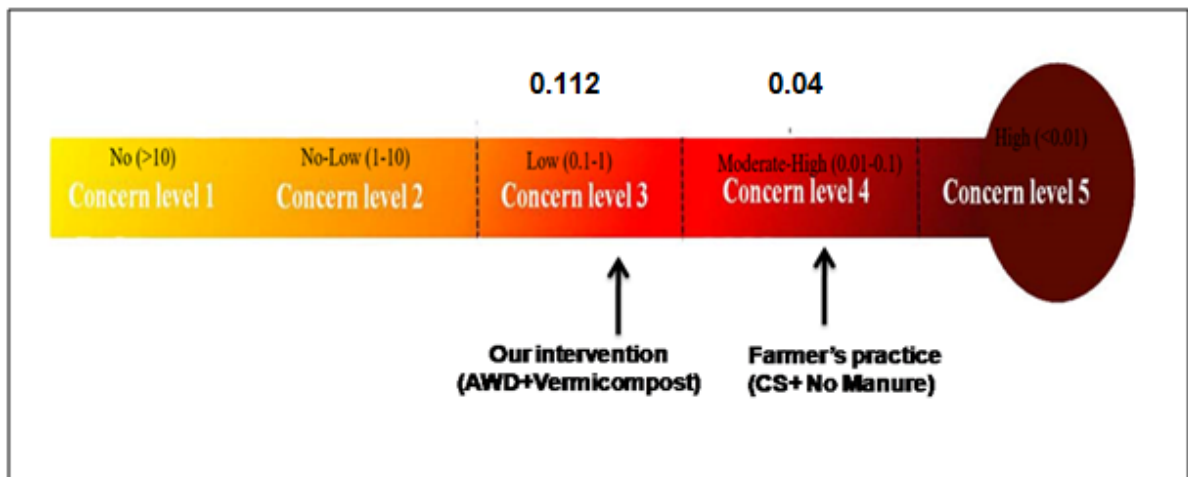 0.112
0.04
No (>10)
No-Low (1-10)
Low (0.1-1)
Moderate-High (0.01-0.1)
High (<0.01)
Concern level 1
Concern level 2
Concern level 3
Concern level 4
Concern level 5
Our intervention
(AWD+Vermicompost)
Farmer's practice
(CS+ No Manure)